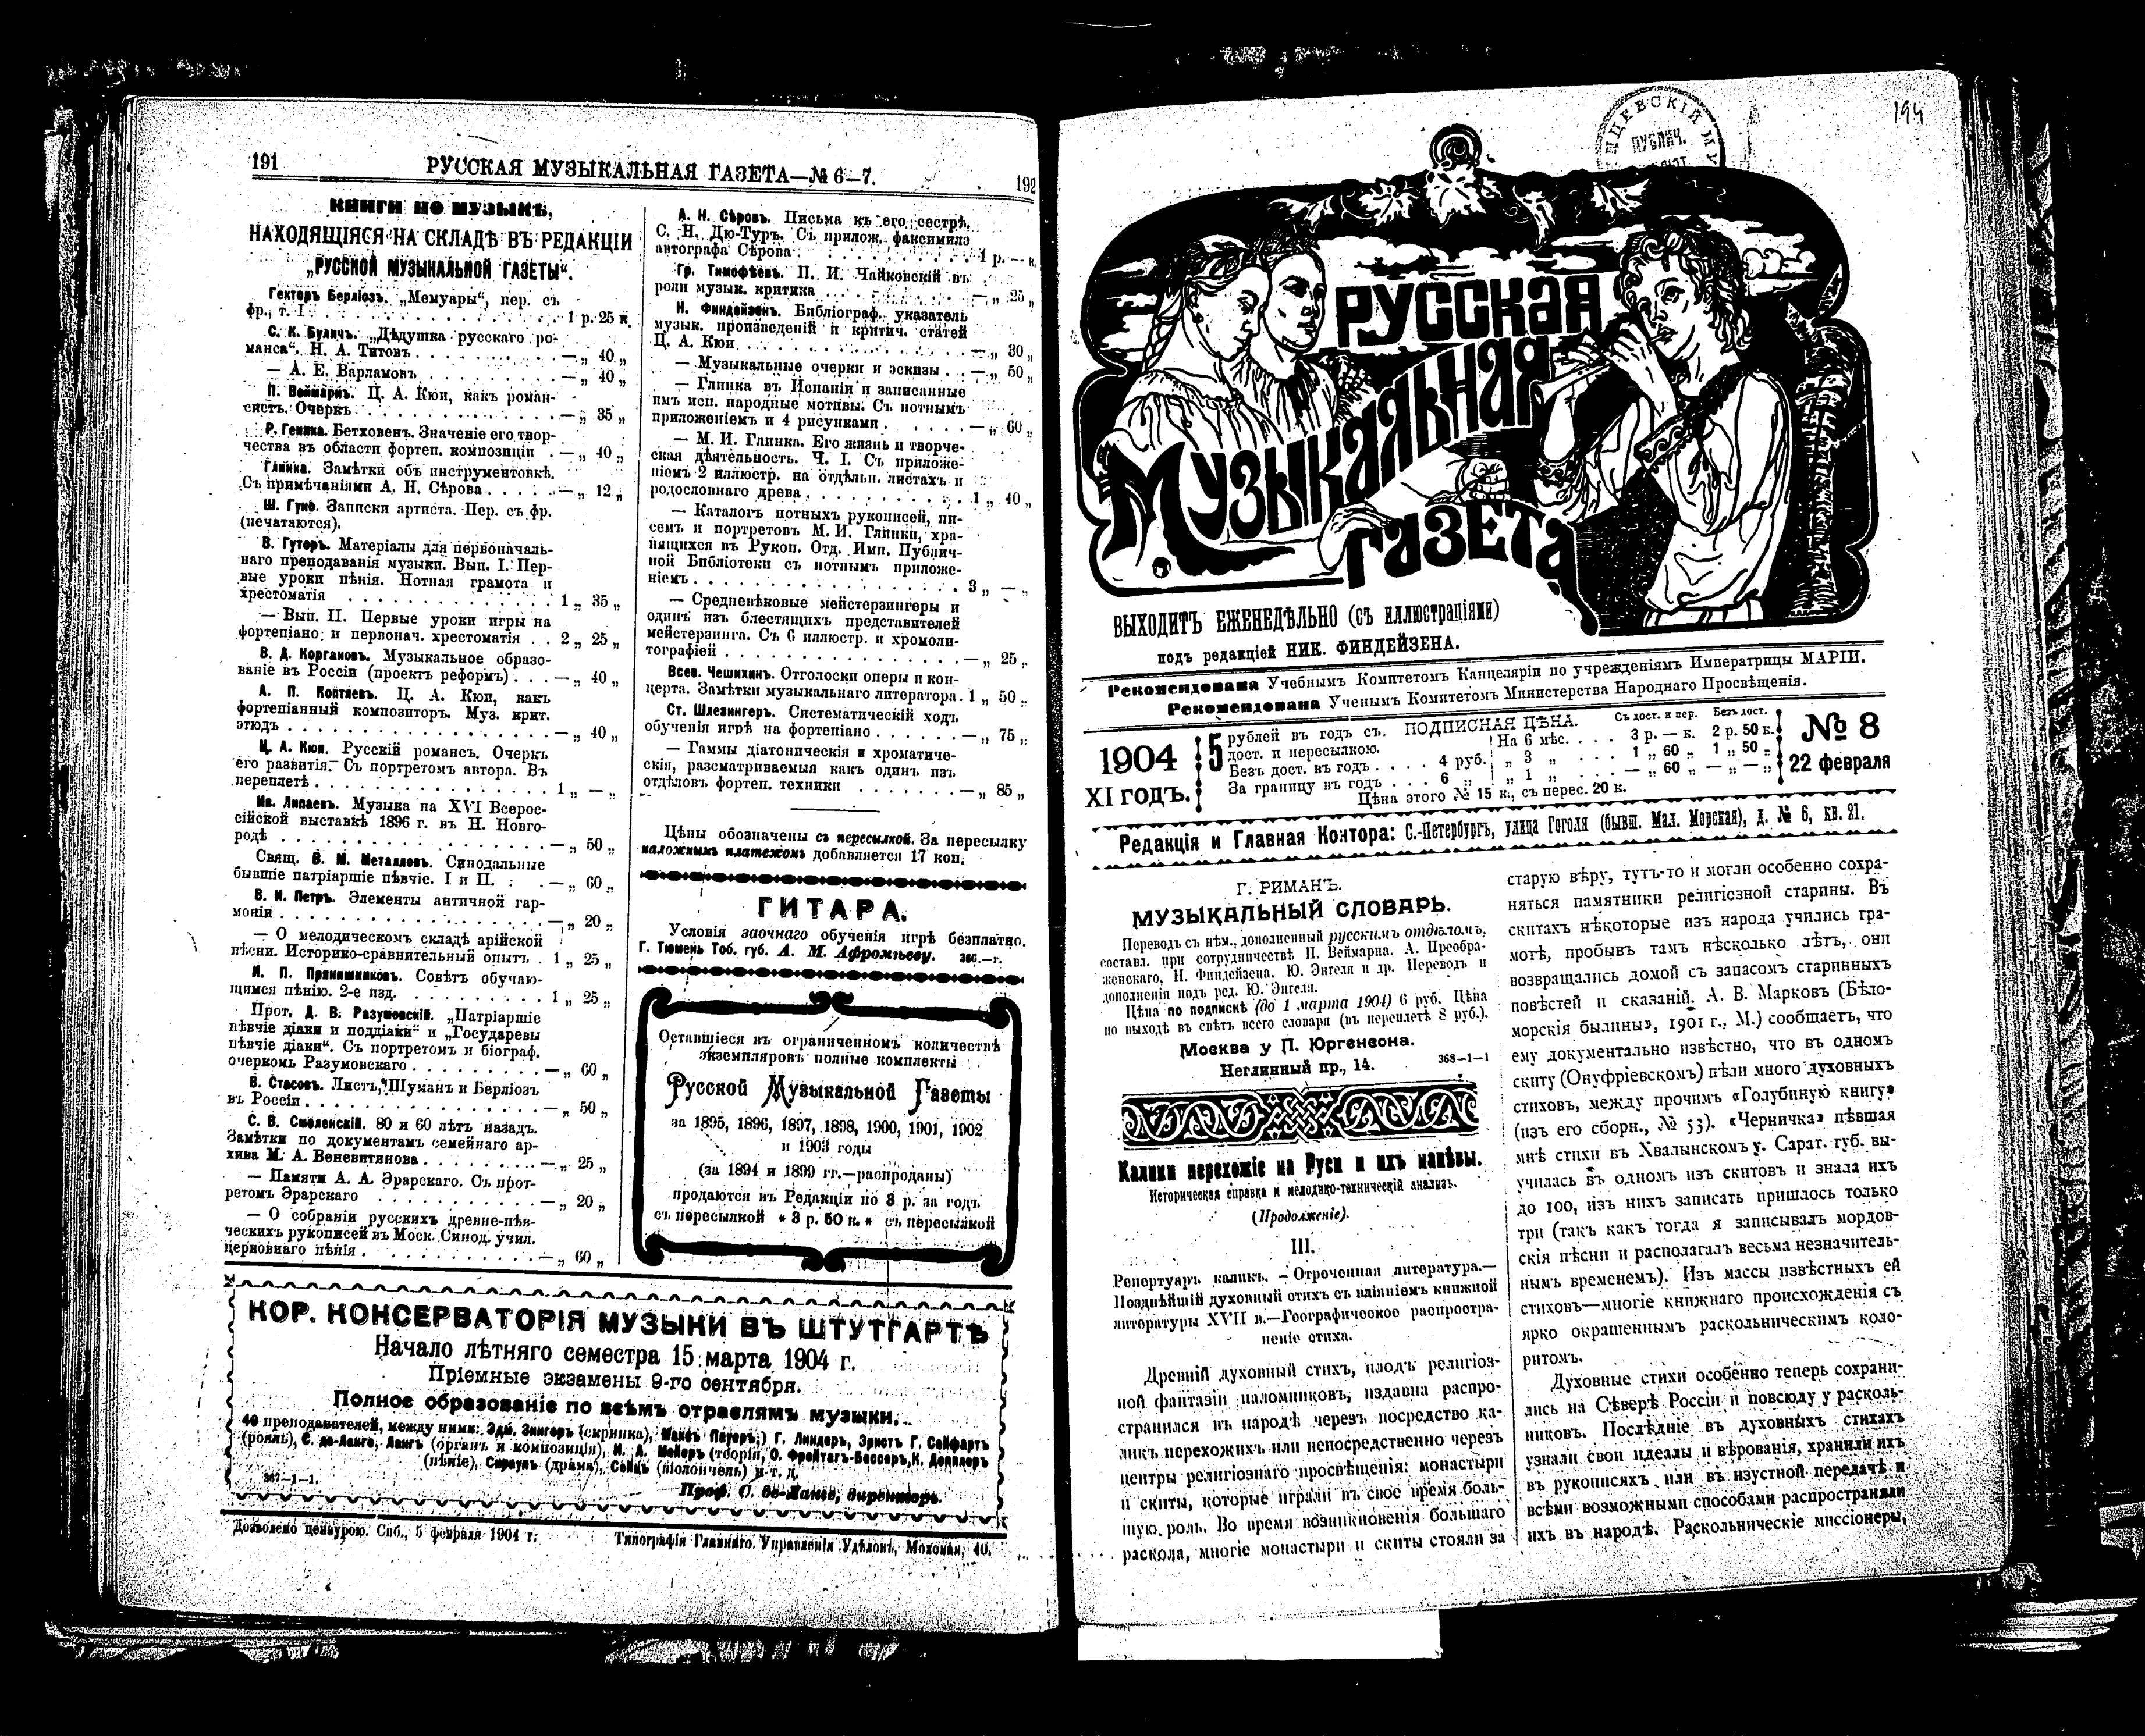 191
РУССКАЯ МУЗЫКАЛЬНАЯ ГАЗЕТА—№ 6—7.
192
КНИГИ ПО МУЗЫКѢ,
НАХОДЯЩІЯСЯ НА СКЛАДѢ ВЪ РЕДАКЦІИ
„РУССКОЙ МУЗЫКАЛЬНОЙ ГАЗЕТЫ“.
Гекторъ Берліозъ. „Мемуары“, пер. съ
фр., т. I . . . . . . . . . . 1 р. 25 к.
С. К. Буличъ. „Дѣдушка русскаго ро-
манса“. Н. А. Титовъ . . . . . . — „ 40 „
— А. Е. Варламовъ . . . . . . — „ 40 „
П. Веймарнъ. Ц. А. Кюи, какъ роман-
систъ. Очеркъ . . . . . . — „ 35 „
Р. Геника. Бетховенъ. Значеніе его твор-
чества въ области фортеп. композиціи . — „ 40 „
Глинка. Замѣтки объ инструментовкѣ.
Съ примѣчаніями А. Н. Сѣрова . . . . — „ 12 „
Ш. Гуно. Записки артиста. Пер. съ фр.
(печатаются).
В. Гуторъ. Матеріалы для первоначаль-
наго преподаванія музыки. Вып. I. Пер-
вые уроки пѣнія. Нотная грамота и
хрестоматія . . . . . . 1 „ 35 „
— Вып. II. Первые уроки игры на
фортепіано и первонач. хрестоматія . . 2 „ 25 „
В. Д. Коргановъ. Музыкальное образо-
ваніе въ Россіи (проектъ реформъ) . . . — „ 40 „
А. П. Коптяевъ. Ц. А. Кюи, какъ
фортепіанный композиторъ. Муз. крит.
этюдъ . . . . . . — „ 40 „
Ц. А. Кюи. Русскій романсъ. Очеркъ
его развитія. Съ портретомъ автора. Въ
переплетѣ . . . . . . 1 „ — „
Ив. Липаевъ. Музыка на XVI Всерос-
сійской выставкѣ 1896 г. въ Н. Новго-
родѣ . . . . . . — „ 50 „
Свящ. В. М. Металловъ. Синодальные
бывшіе патріаршіе пѣвчіе. I и II. . . — „ 60 „
В. И. Петръ. Элементы античной гар-
моніи . . . . . . — „ 20 „
— О мелодическомъ складѣ арійской
пѣсни. Историко-сравнительный опытъ . 1 „ 25 „
И. П. Прянишниковъ. Совѣтъ обучаю-
щимся пѣнію. 2-е изд. . . . . . 1 „ 25 „
Прот. Д. В. Разумовскій. „Патріаршіе
пѣвчіе діаки и поддіаки“ и „Государевы
пѣвчіе діаки“. Съ портретомъ и біограф.
очеркомъ Разумовскаго . . . . . . — „ 60 „
В. Стасовъ. Листъ, Шуманъ и Берліозъ
въ Россіи . . . . . . — „ 50 „
С. В. Смоленскій. 80 и 60 лѣтъ назадъ.
Замѣтки по документамъ семейнаго ар-
хива М. А. Веневитинова . . . . . . — „ 25 „
— Памяти А. А. Эрарскаго. Съ порт-
ретомъ Эрарскаго . . . . . . — „ 20 „
— О собраніи русскихъ древне-пѣв-
ческихъ рукописей въ Моск. Синод. учил.
церковнаго пѣнія . . . . . . — „ 60 „
А. Н. Сѣровъ. Письма къ его сестрѣ,
С. Н. Дю-Туръ. Съ прилож. факсимилэ
автографа Сѣрова . . . . . . 1 р. — к.
Гр. Тимофѣевъ. П. И. Чайковскій въ
роли музык. критика . . . . . . — „ 25 „
Н. Финдейзенъ. Библіограф. указатель
музык. произведеній и критич. статей
Ц. А. Кюи . . . . . . — „ 30 „
— Музыкальные очерки и эскизы . . — „ 50 „
— Глинка въ Испаніи и записанные
имъ исп. народные мотивы. Съ нотнымъ
приложеніемъ и 4 рисунками . . . . . — „ 60 „
— М. И. Глинка. Его жизнь и творче-
ская дѣятельность. Ч. I. Съ приложе-
ніемъ 2 иллюстр. на отдѣльн. листахъ и
родословнаго древа . . . . . . 1 „ 40 „
— Каталогъ нотныхъ рукописей, пи-
семъ и портретовъ М. И. Глинки, хра-
нящихся въ Рукоп. Отд. Имп. Публич-
ной Библіотеки съ нотнымъ приложе-
ніемъ . . . . . . 3 „ — „
— Средневѣковые мейстерзингеры и
одинъ изъ блестящихъ представителей
мейстерзинга. Съ 6 иллюстр. и хромоли-
тографіей . . . . . . — „ 25 „
Всев. Чешихинъ. Отголоски оперы и кон-
церта. Замѣтки музыкальнаго литератора. 1 „ 50 „
Ст. Шлезингеръ. Систематическій ходъ
обученія игрѣ на фортепіано . . . . . . — „ 75 „
— Гаммы діатоническія и хроматиче-
скія, разсматриваемыя какъ одинъ изъ
отдѣловъ фортеп. техники . . . . . . — „ 85 „
Цѣны обозначены съ пересылкой. За пересылку
наложнымъ платежомъ добавляется 17 коп.
ГИТАРА.
Условія заочнаго обученія игрѣ безплатно.
Г. Тюмень Тоб. губ. А. М. Афромѣеву.
Оставшіеся въ ограниченномъ количествѣ
экземпляровъ полные комплекты
Русской Музыкальной Газеты
за 1895, 1896, 1897, 1898, 1900, 1901, 1902
и 1903 годы
(за 1894 и 1899 гг.—распроданы)
продаются въ Редакціи по 3 р. за годъ
съ пересылкой * 3 р. 50 к. * съ пересылкой
КОР. КОНСЕРВАТОРІЯ МУЗЫКИ ВЪ ШТУТГАРТѢ
Начало лѣтняго семестра 15 марта 1904 г.
Пріемные экзамены 9-го сентября.
Полное образованіе по всѣмъ отраслямъ музыки.
40 преподавателей, между ними: Эдм. Зингеръ (скрипка), Максъ Пауеръ, Г. Линдеръ, Эрнстъ Г. Сейфартъ
(рояль), С. де-Ланге, Лангъ (органъ и композиція), И. А. Мейеръ (теорія), О. Фрейтагъ-Бессеръ, К. Допплеръ
(пѣніе), (драма), Сейцъ (віолончель) и т. д.
367—1—1.
Проф. С. де-Ланге, директоръ.
Дозволено цензурою. Спб., 5 февраля 1904 г.
Типографія Главнаго Управленія Удѣловъ, Моховая, 40.
194
РУССКАЯ
МУЗЫКАЛЬНАЯ
ГАЗЕТА
ВЫХОДИТЪ ЕЖЕНЕДѢЛЬНО (съ иллюстраціями)
подъ редакціей НИК. ФИНДЕЙЗЕНА.
Рекомендована Учебнымъ Комитетомъ Канцеляріи по учрежденіямъ Императрицы МАРІИ.
Рекомендована Ученымъ Комитетомъ Министерства Народнаго Просвѣщенія.
1904
XI годъ.
ПОДПИСНАЯ ЦѢНА.
5 рублей въ годъ съ
дост. и пересылкою.
Безъ дост. въ годъ . . . . 4 руб.
За границу въ годъ . . . 6 „
Съ дост. и пер. Безъ дост.
На 6 мѣс. . . . 3 р. — к. 2 р. 50 к.
„ 3 „ . . . 1 „ 60 „ 1 „ 50 „
„ 1 „ . . . — „ 60 „ — „ — „
Цѣна этого № 15 к., съ перес. 20 к.
№ 8
22 февраля
Редакція и Главная Контора: С.-Петербургъ, улица Гоголя (бывш. Мал. Морская), д. № 6, кв. 21.
Г. РИМАНЪ.
МУЗЫКАЛЬНЫЙ СЛОВАРЬ.
Переводъ съ нѣм., дополненный русскимъ отдѣломъ,
составл. при сотрудничествѣ П. Веймарна. А. Преобра-
женскаго, Н. Финдейзена. Ю. Энгеля и др. Переводъ и
дополненія подъ ред. Ю. Энгеля.
Цѣна по подпискѣ (до 1 марта 1904) 6 руб. Цѣна
по выходѣ въ свѣтъ всего словаря (въ переплетѣ 8 руб.).
Москва у П. Юргенсона.
Неглинный пр., 14.
368—1—1
Калики перехожіе на Руси и ихъ напѣвы.
Историческая справка и мелодико-техническій анализъ.
(Продолженіе).
III.
Репертуаръ каликъ. — Отреченная литература.—
Позднѣйшій духовный стихъ съ вліяніемъ книжной
литературы XVII в.—Географическое распростра-
неніе стиха.
Древній духовный стихъ, плодъ религіоз-
ной фантазіи паломниковъ, издавна распро-
странился въ народѣ черезъ посредство ка-
ликъ перехожихъ или непосредственно черезъ
центры религіознаго просвѣщенія: монастыри
и скиты, которые играли въ свое время боль-
шую роль. Во время возникновенія большаго
раскола, многіе монастыри и скиты стояли за
старую вѣру, тутъ-то и могли особенно сохра-
няться памятники религіозной старины. Въ
скитахъ нѣкоторые изъ народа учились гра-
мотѣ, пробывъ тамъ нѣсколько лѣтъ, они
возвращались домой съ запасомъ старинныхъ
повѣстей и сказаній. А. В. Марковъ (Бѣло-
морскія былины», 1901 г., М.) сообщаетъ, что
ему документально извѣстно, что въ одномъ
скиту (Онуфріевскомъ) пѣли много духовныхъ
стиховъ, между прочимъ «Голубиную книгу»
(изъ его сборн., № 53). «Черничка» пѣвшая
мнѣ стихи въ Хвалынскомъ у. Сарат. губ. вы-
училась въ одномъ изъ скитовъ и знала ихъ
до 100, изъ нихъ записать пришлось только
три (такъ какъ тогда я записывалъ мордов-
скія пѣсни и располагалъ весьма незначитель-
нымъ временемъ). Изъ массы извѣстныхъ ей
стиховъ—многіе книжнаго происхожденія съ
ярко окрашеннымъ раскольническимъ коло-
ритомъ.
Духовные стихи особенно теперь сохрани-
лись на Сѣверѣ Россіи и повсюду у расколь-
никовъ. Послѣдніе въ духовныхъ стихахъ
узнали свои идеалы и вѣрованія, хранили ихъ
въ рукописяхъ или въ изустной передачѣ и
всѣми возможными способами распространяли
ихъ въ народѣ. Раскольническіе миссіонеры,